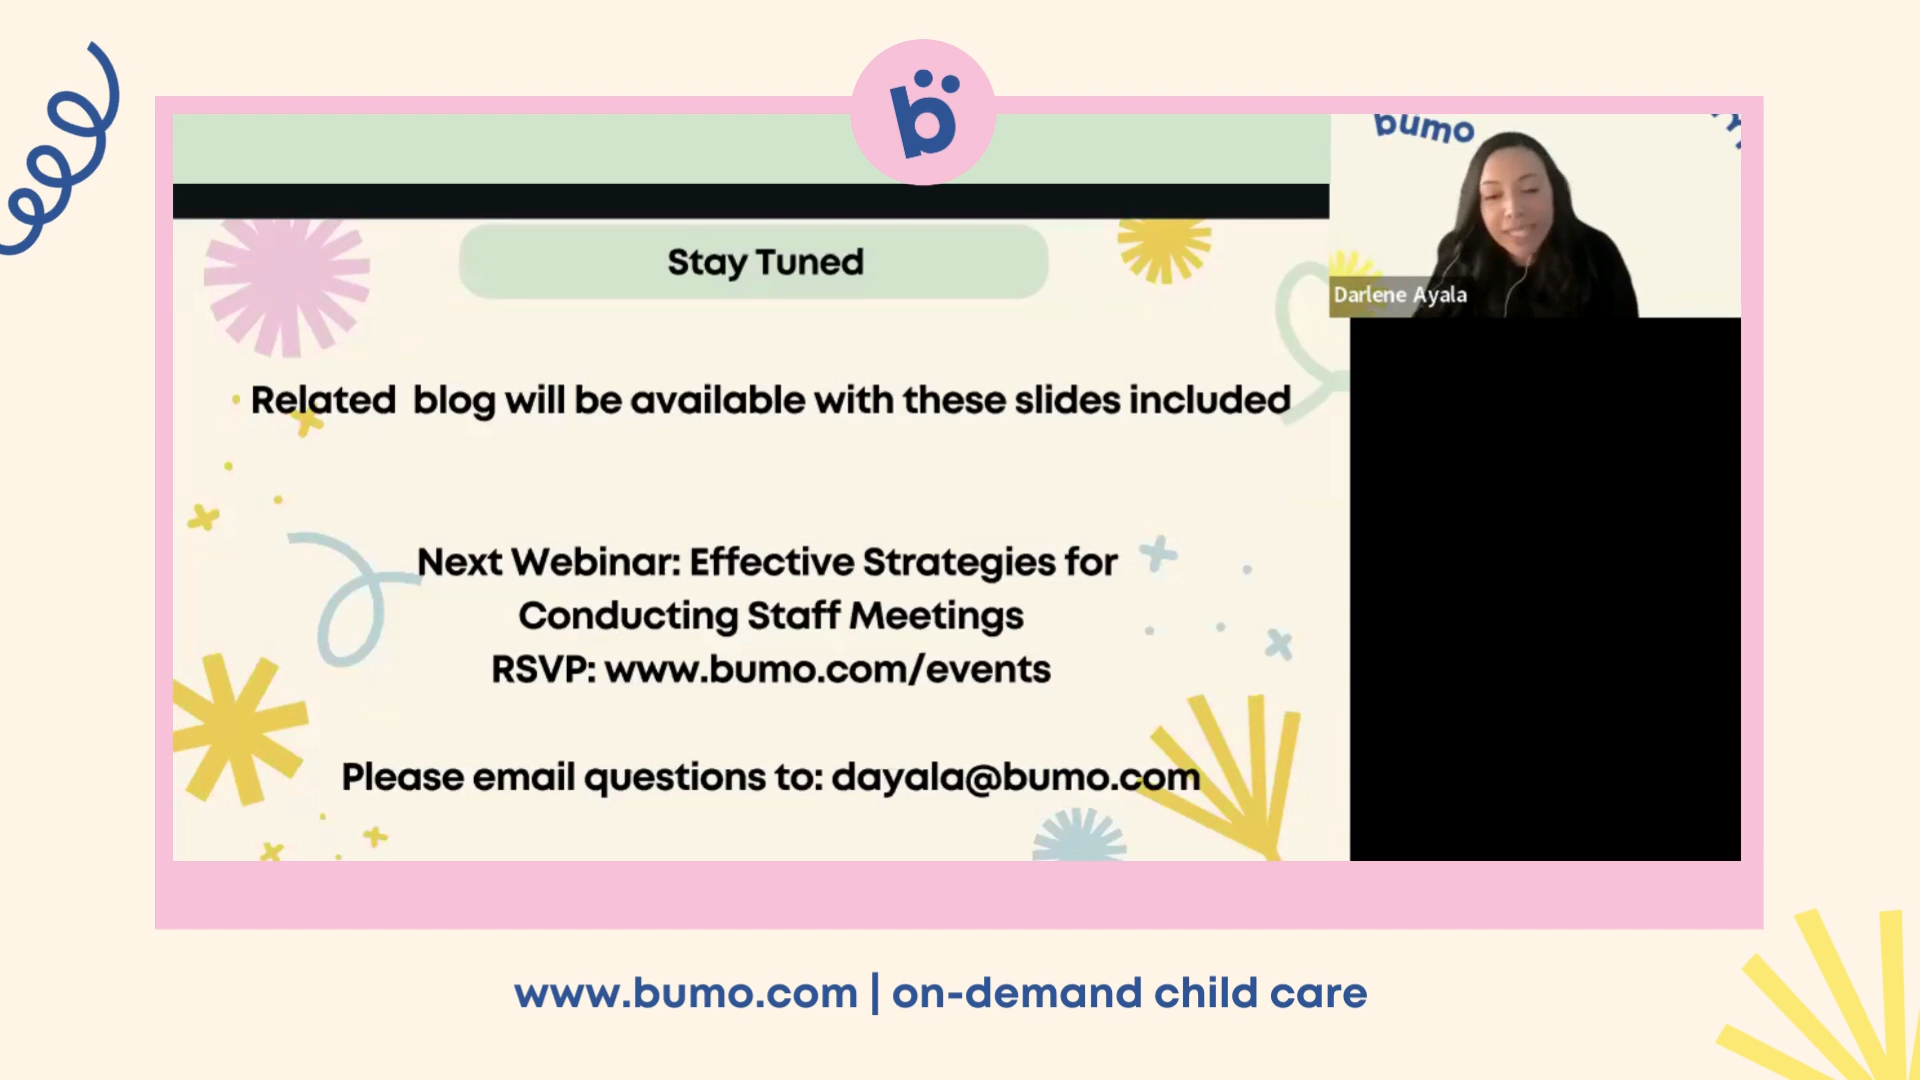 b
bumo
Stay Tuned
Darlene Ayala
Related blog will be available with these slides included
Next Webinar: Effective Strategies for
Conducting Staff Meetings
RSVP: www.bumo.com/events
Please email questions to: dayala@bumo.com
www.bumo.com | on-demand child care